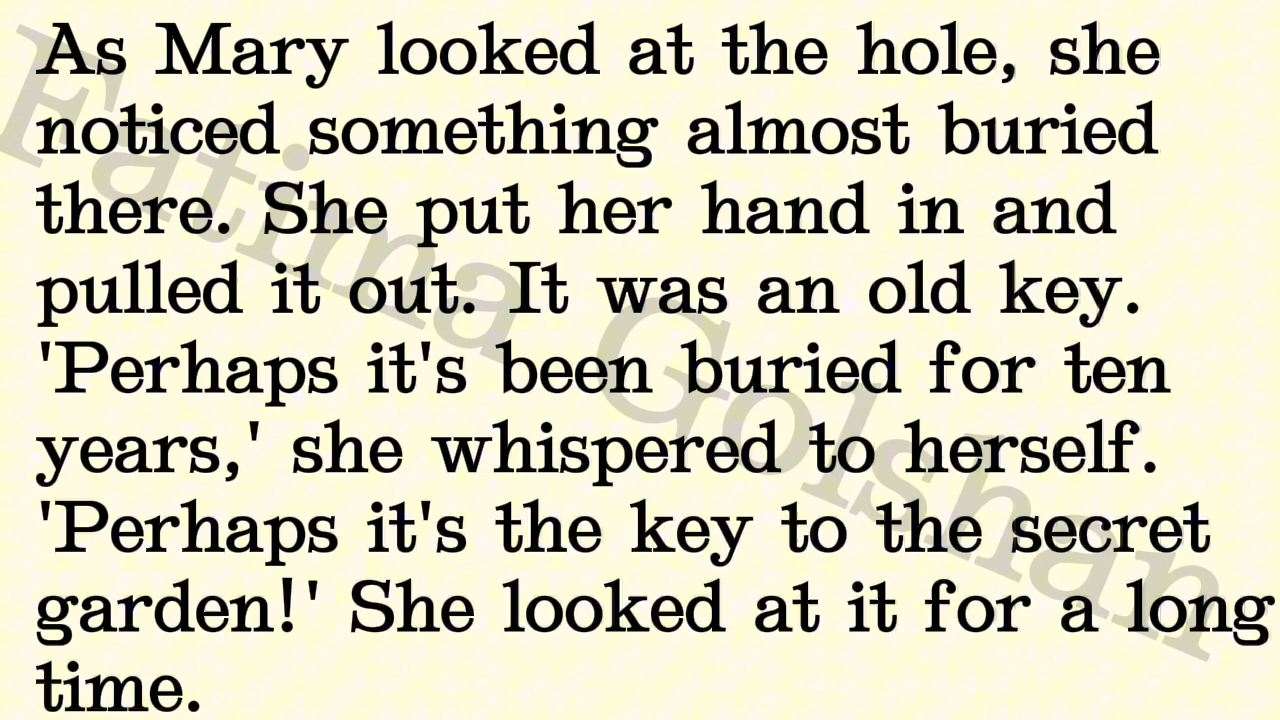 As Mary looked at the hole, she
noticed something almost buried
there. She put her hand in and
pulled it out. It was an old key.
'Perhaps it's been buried for ten
years,' she whispered to herself.
'Perhaps it's the key to the secret
garden!' She looked at it for a long
time.
Fatima Golshan